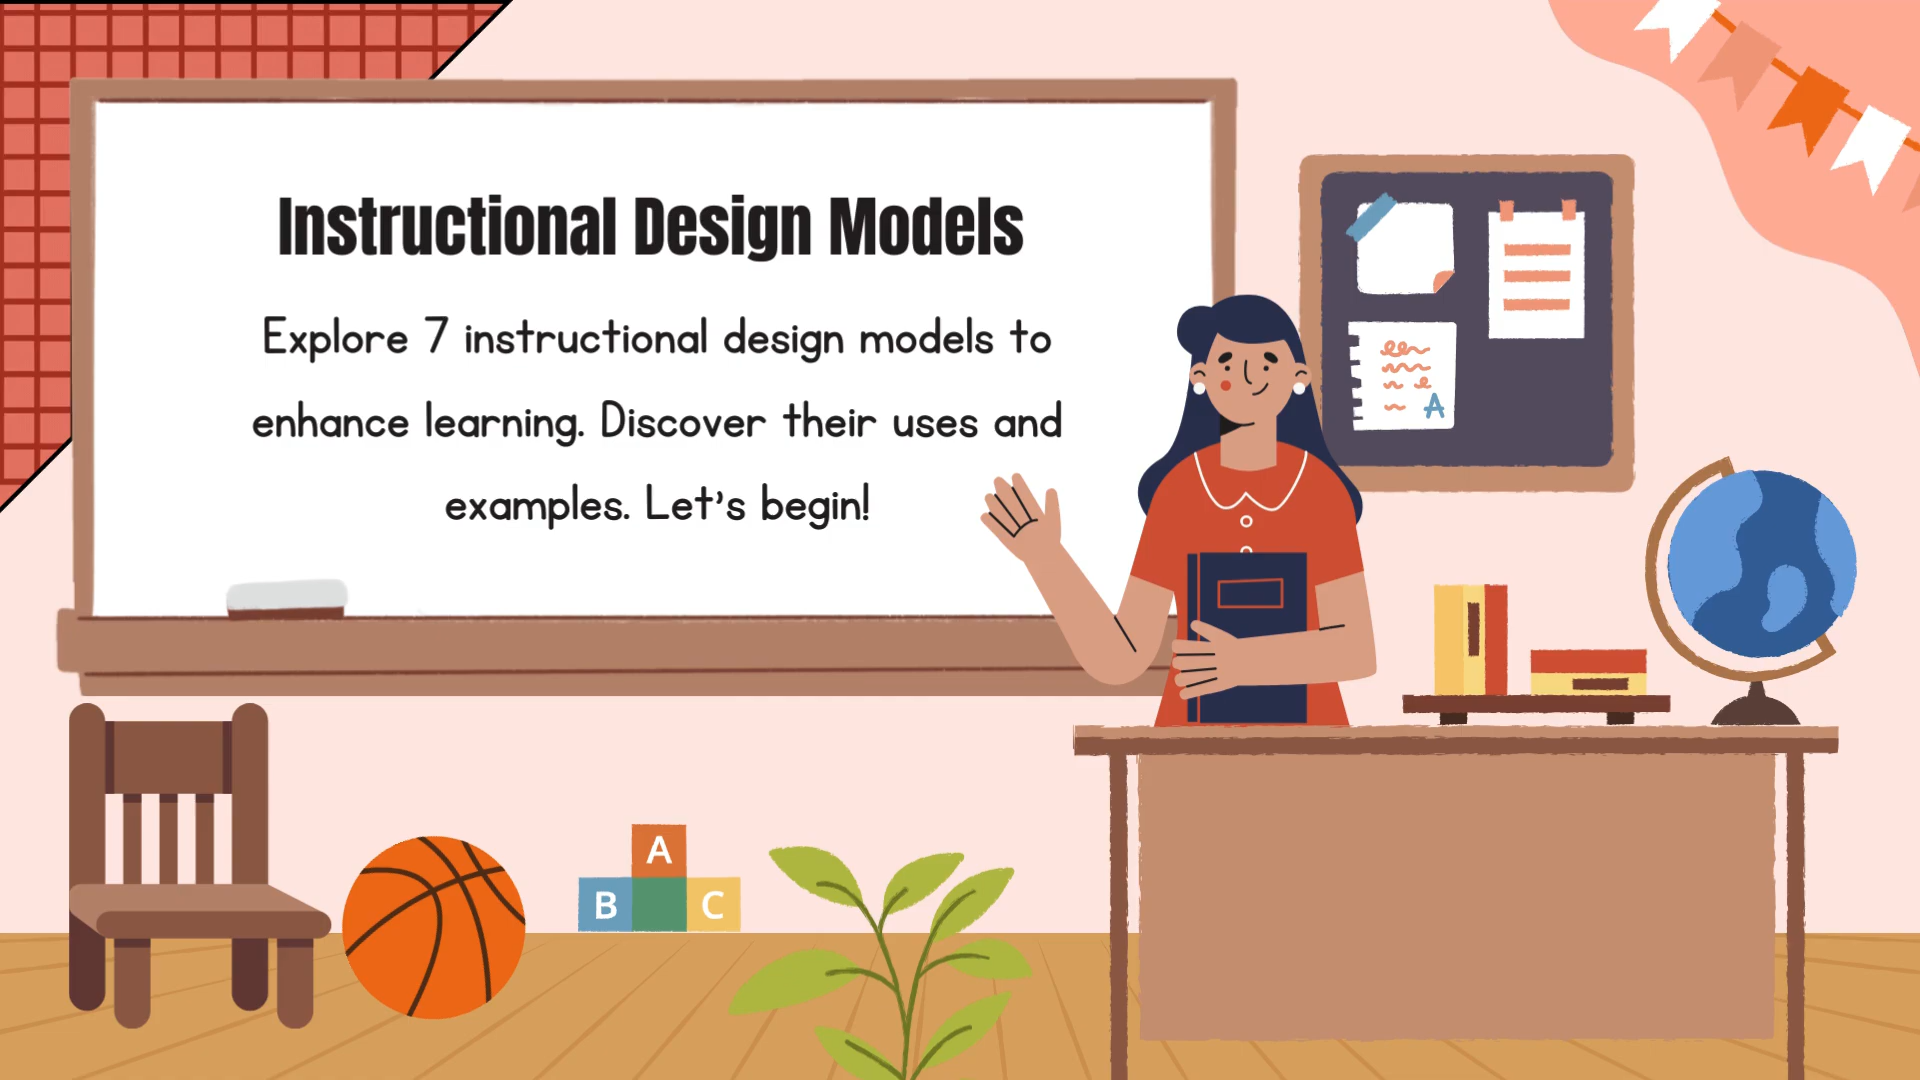 Instructional Design Models
Explore 7 instructional design models to
enhance learning. Discover their uses and
examples. Let's begin!
A
A
B C